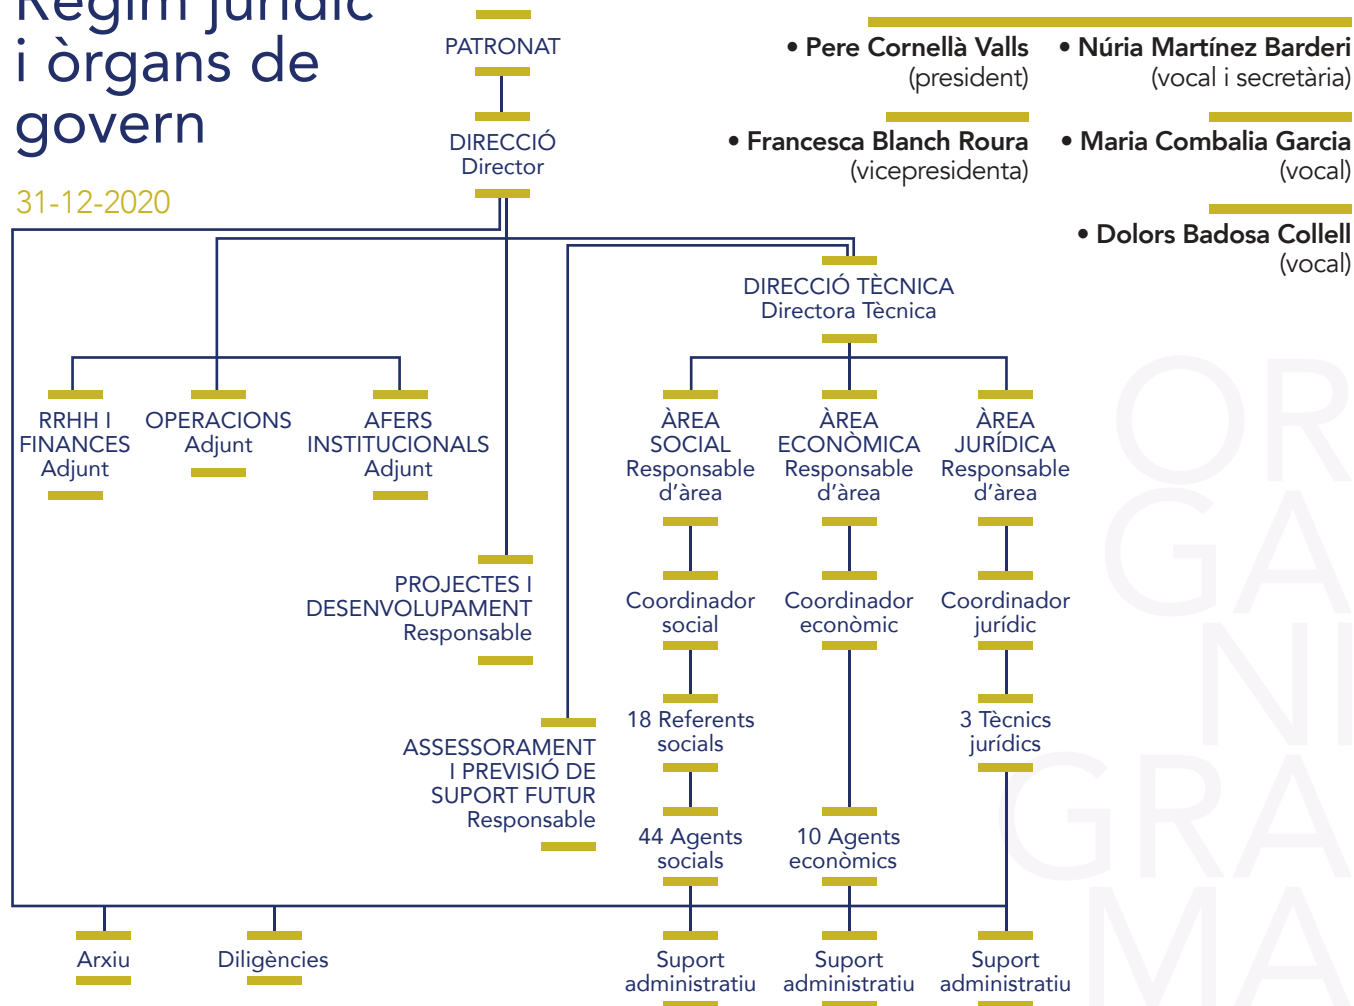 Règim jurídic
i òrgans de
govern
31-12-2020
PATRONAT
DIRECCIÓ
Director
• Pere Cornellà Valls
(president)
• Núria Martínez Barderi
(vocal i secretària)
• Francesca Blanch Roura
(vicepresidenta)
• Maria Combalia Garcia
(vocal)
• Dolors Badosa Collell
(vocal)
DIRECCIÓ TÈCNICA
Directora Tècnica
RRHH I
FINANCES
Adjunt
OPERACIONS
Adjunt
AFERS
INSTITUCIONALS
Adjunt
ÀREA
SOCIAL
Responsable
d'àrea
ÀREA
ECONÒMICA
Responsable
d'àrea
ÀREA
JURÍDICA
Responsable
d'àrea
PROJECTES I
DESENVOLUPAMENT
Responsable
Coordinador
social
Coordinador
econòmic
Coordinador
jurídic
ASSESSORAMENT
I PREVISIÓ DE
SUPORT FUTUR
Responsable
18 Referents
socials
3 Tècnics
jurídics
44 Agents
socials
10 Agents
econòmics
Arxiu
Diligències
Suport
administratiu
Suport
administratiu
Suport
administratiu
OR
GA
NI
GRA
MA